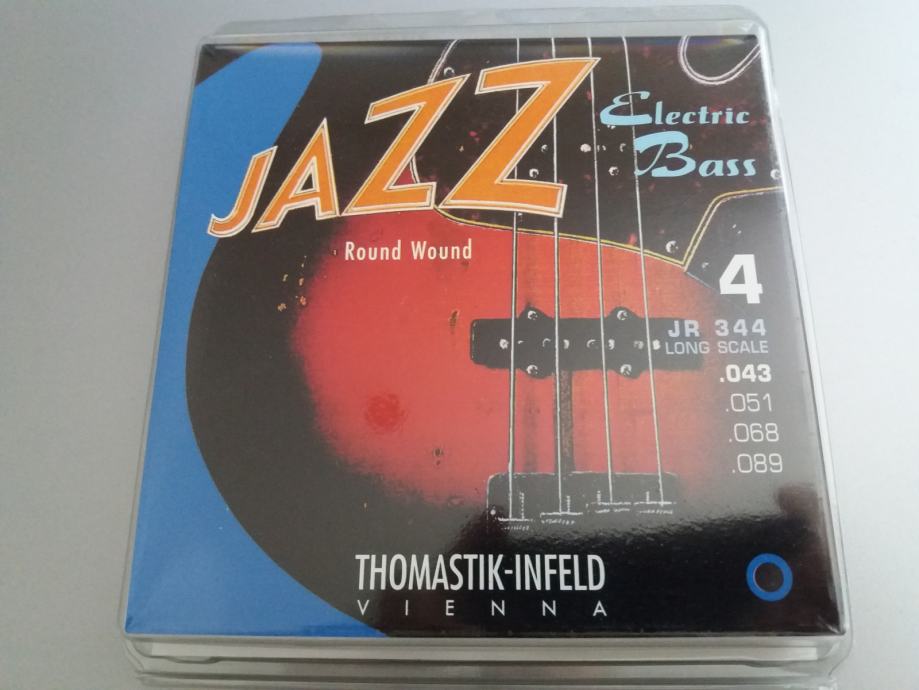 JAZZ
Electric
Bass
Round Wound
4
JR 344
LONG SCALE
.043
.051
.068
.089
THOMASTIK-INFELD
VIENNA